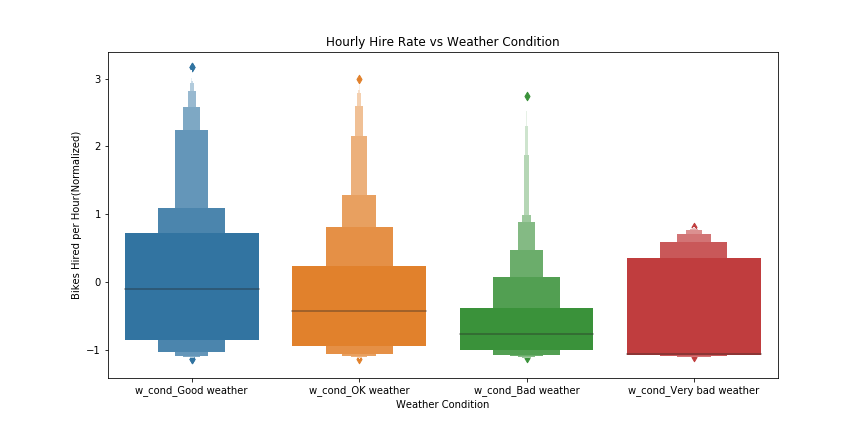 Hourly Hire Rate vs Weather Condition
Bikes Hired per Hour(Normalized)
3
2
1
0
−1
w_cond_Good weather
w_cond_OK weather
w_cond_Bad weather
w_cond_Very bad weather
Weather Condition